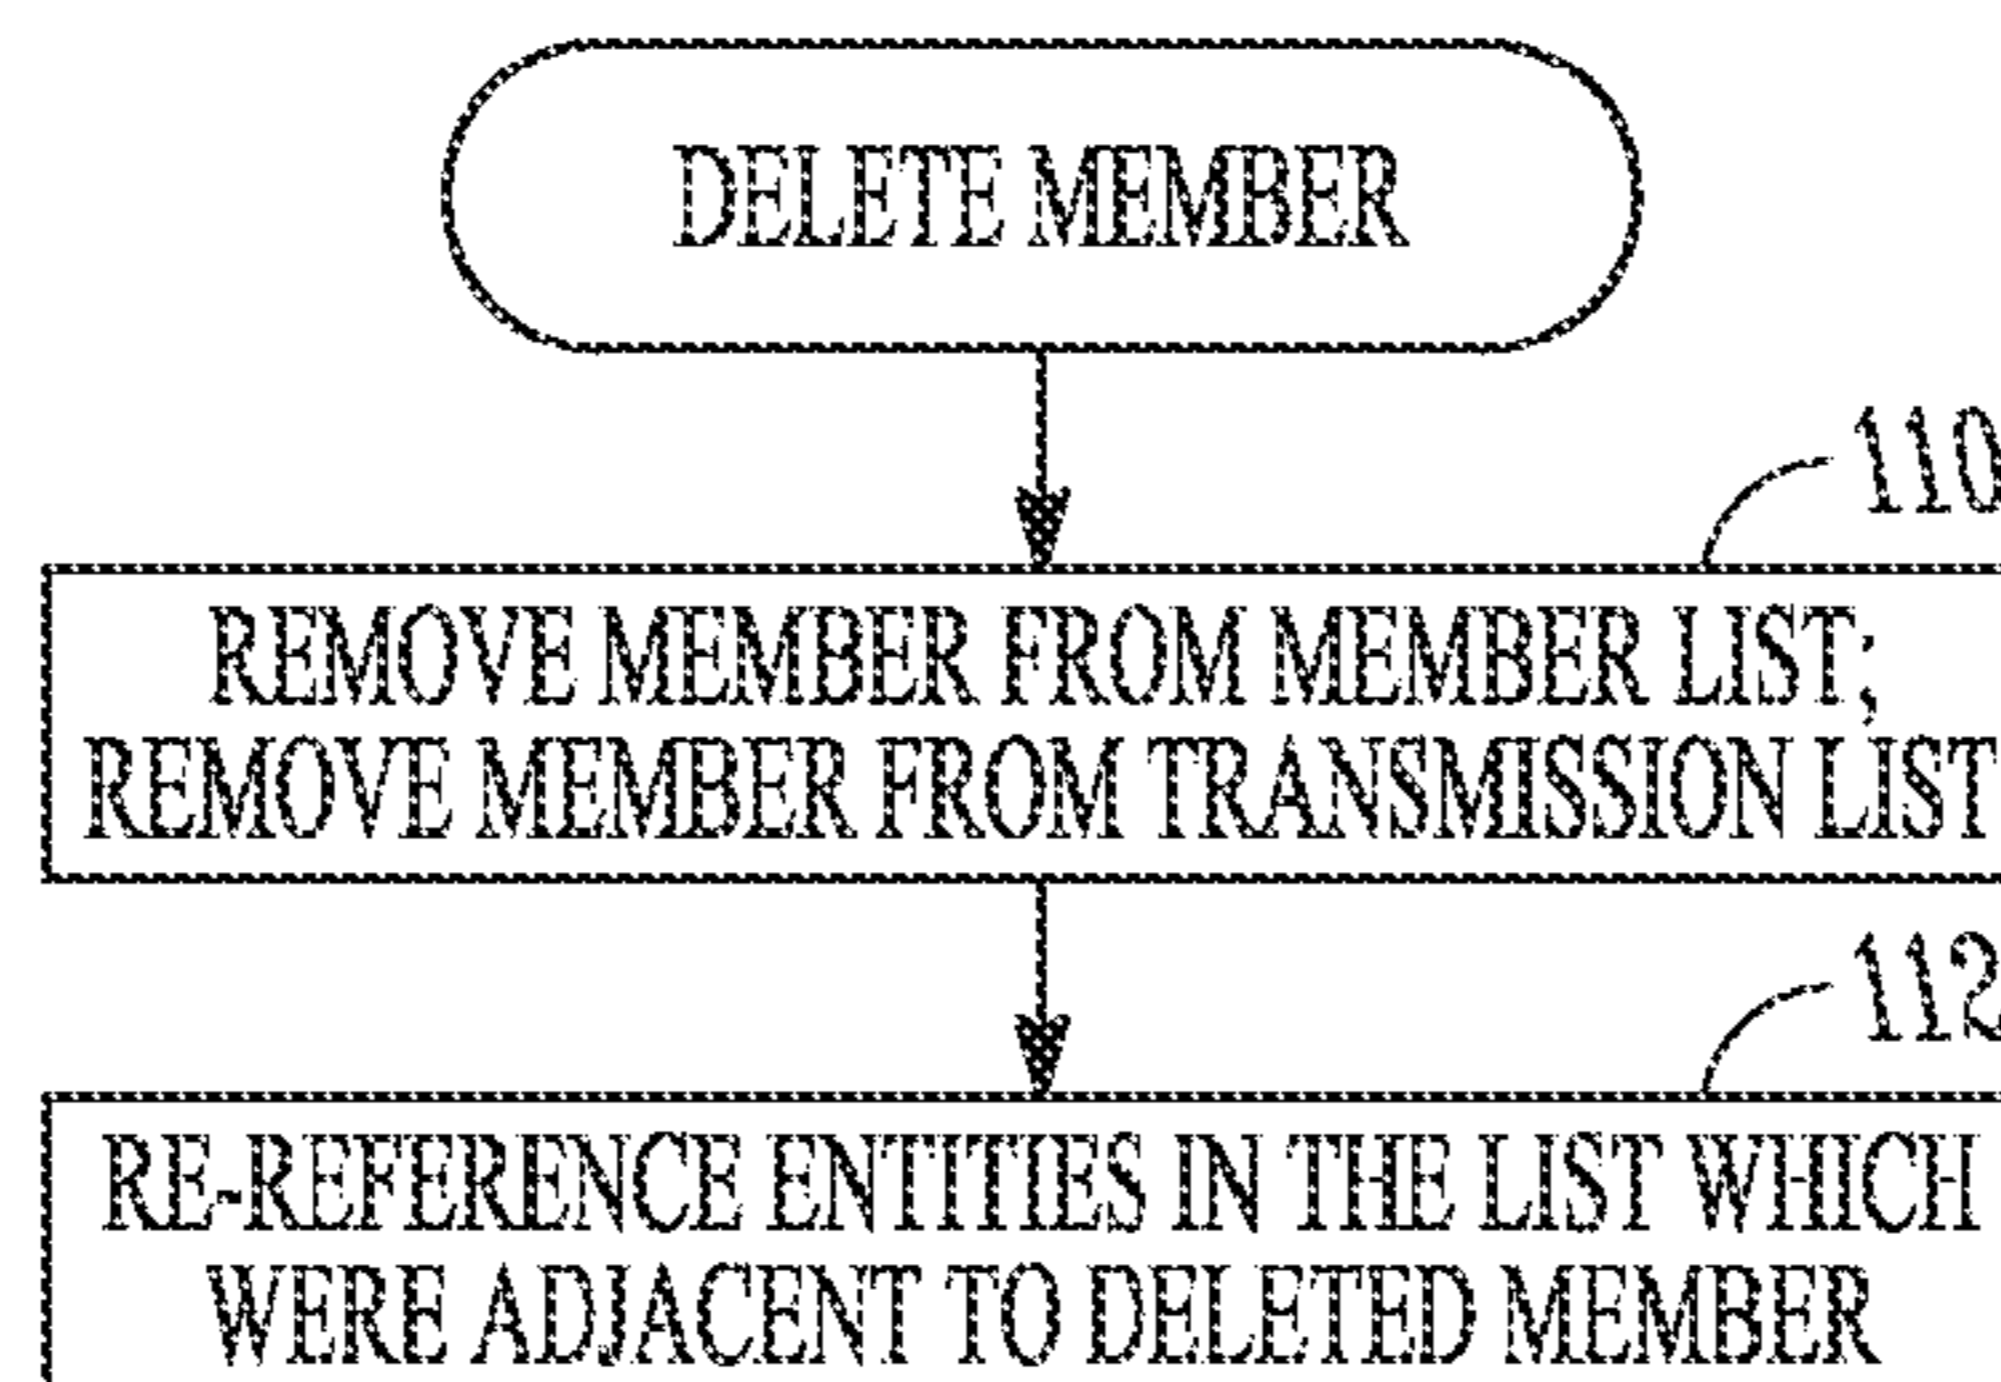 DELETE MEMBER
110
REMOVE MEMBER FROM MEMBER LIST;
REMOVE MEMBER FROM TRANSMISSION LIST
112
RE-REFERENCE ENTITIES IN THE LIST WHICH
WERE ADJACENT TO DELETED MEMBER